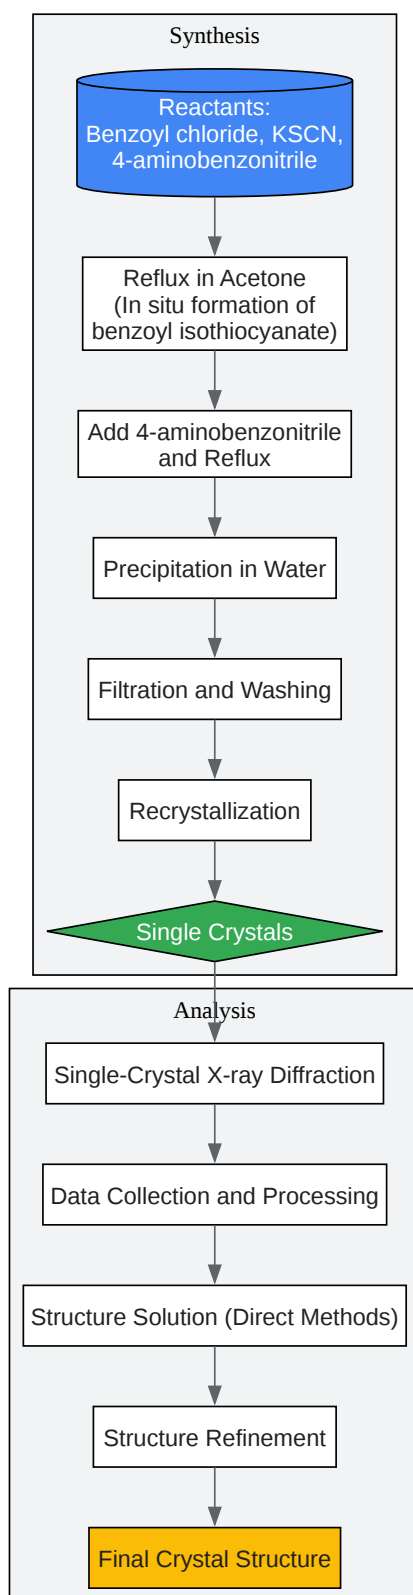 Synthesis
Reactants:
Benzoyl chloride, KSCN,
4-aminobenzonitrile
Reflux in Acetone
(In situ formation of
benzoyl isothiocyanate)
Add 4-aminobenzonitrile
and Reflux
Precipitation in Water
Filtration and Washing
Recrystallization
Single Crystals
Analysis
Single-Crystal X-ray Diffraction
Data Collection and Processing
Structure Solution (Direct Methods)
Structure Refinement
Final Crystal Structure